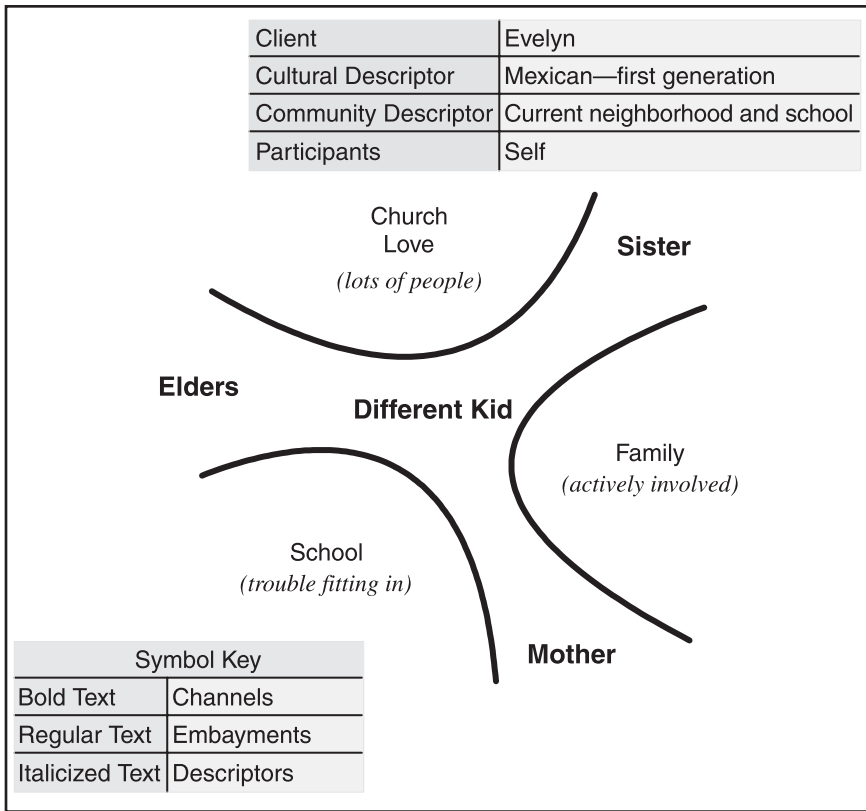 Client Evelyn
Cultural Descriptor Mexican—first generation
Community Descriptor Current neighborhood and school
Participants Self
Church
Love
(lots of people)
Sister
Elders
Different Kid
Family
(actively involved)
School
(trouble fitting in)
Mother
Symbol Key
Bold Text Channels
Regular Text Embayments
Italicized Text Descriptors